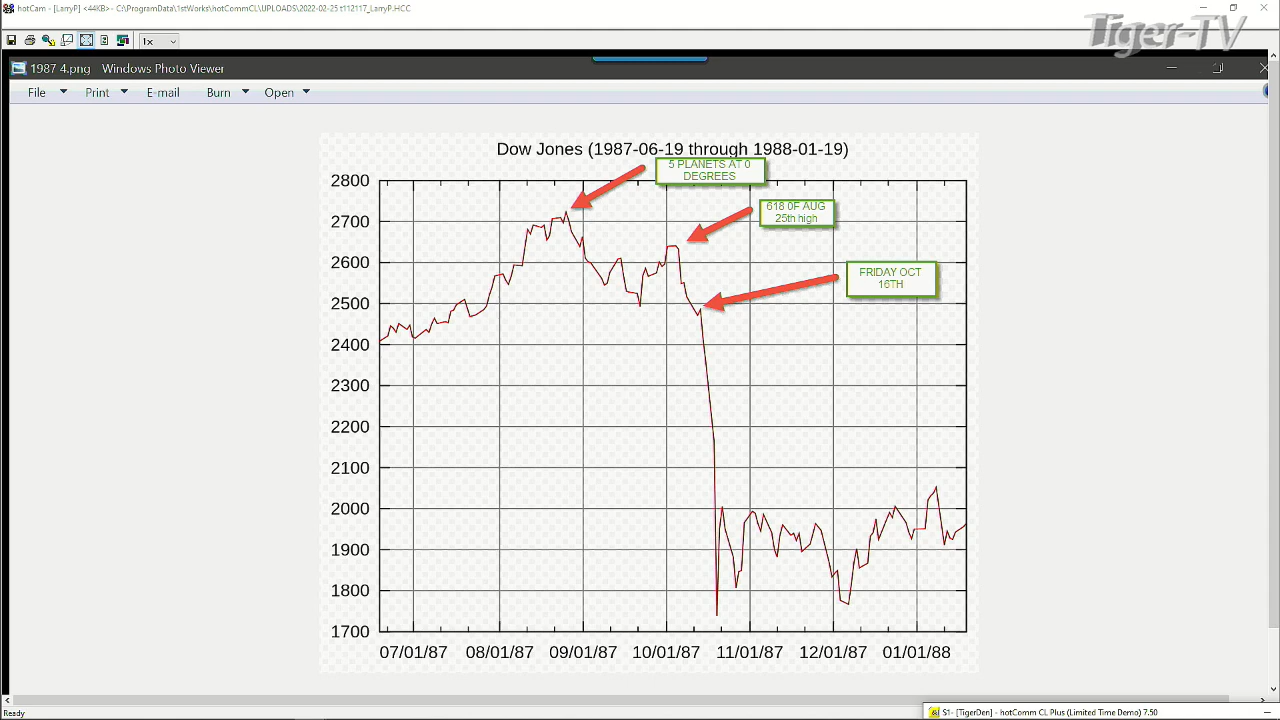 hotCam - [LarryP] <44KB>- C:\ProgramData\1stWorks\hotCommCL\UPLOADS\2022-02-25 t112117_LarryP.HCC
1x
Tiger-TV
1987 4.png - Windows Photo Viewer
File Print E-mail Burn Open
Dow Jones (1987-06-19 through 1988-01-19)
5 PLANETS AT 0
DEGREES
618 0F AUG
25th high
FRIDAY OCT
16TH
2800
2700
2600
2500
2400
2300
2200
2100
2000
1900
1800
1700
07/01/87 08/01/87 09/01/87 10/01/87 11/01/87 12/01/87 01/01/88
Ready
S1- [TigerDen] - hotComm CL Plus (Limited Time Demo) 7.50